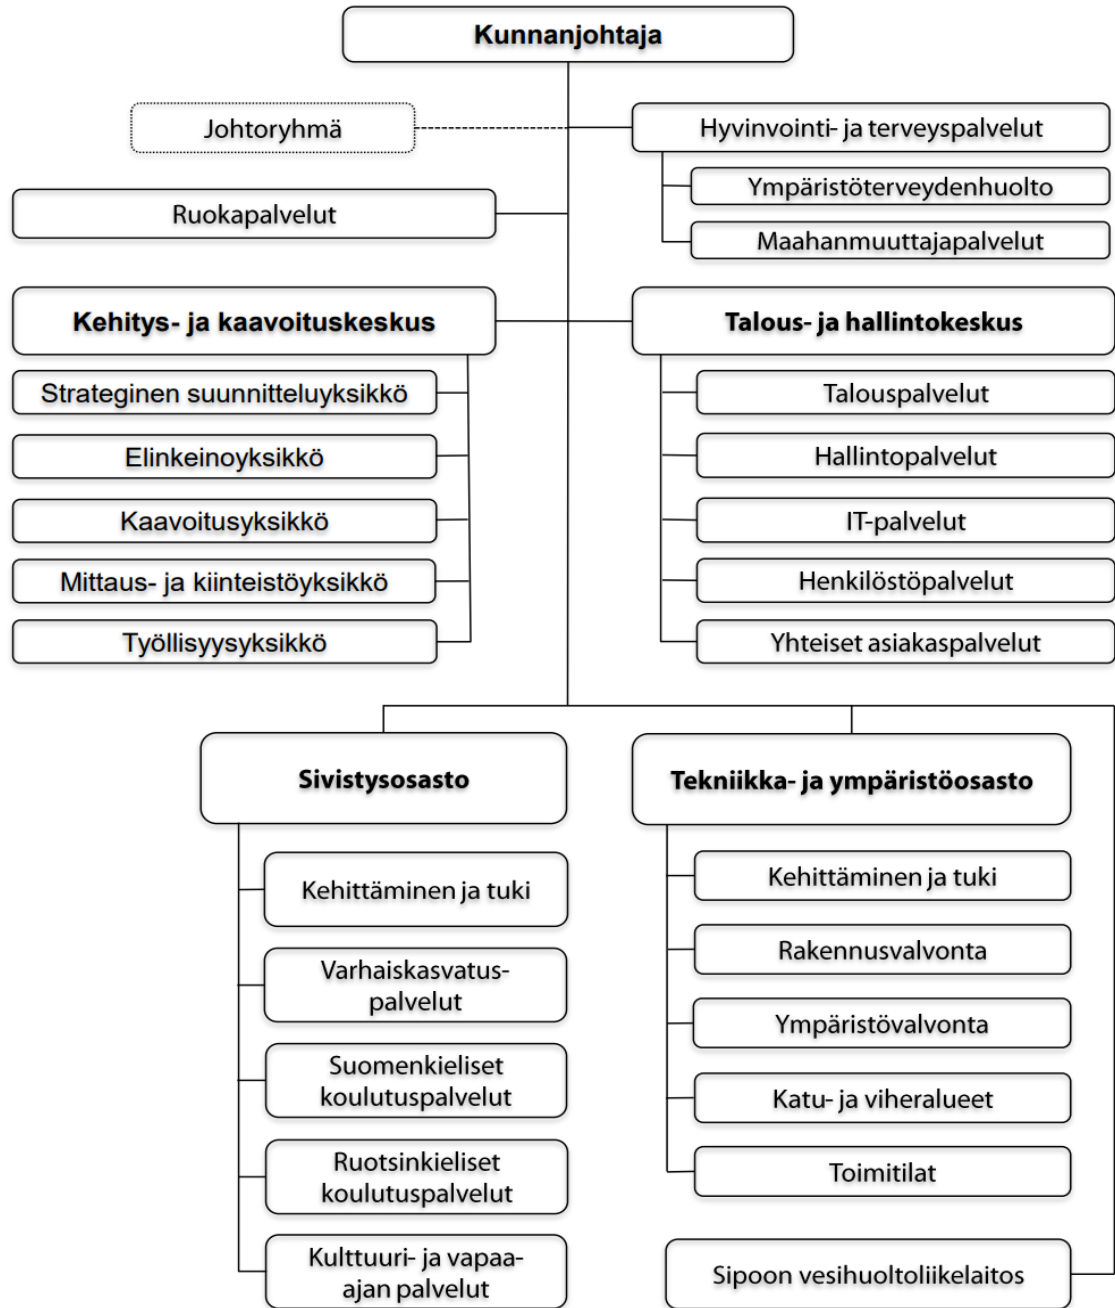 Kunnanjohtaja
Johtoryhmä
Hyvinvointi- ja terveyspalvelut
Ympäristöterveydenhuolto
Ruokapalvelut
Maahanmuuttajapalvelut
Kehitys- ja kaavoituskeskus
Strateginen suunnitteluyksikkö
Elinkeinoyksikkö
Kaavoitusyksikkö
Mittaus- ja kiinteistöyksikkö
Työllisyysyksikkö
Talous- ja hallintokeskus
Talouspalvelut
Hallintopalvelut
IT-palvelut
Henkilöstöpalvelut
Yhteiset asiakaspalvelut
Sivistysosasto
Kehittäminen ja tuki
Varhaiskasvatus-
palvelut
Suomenkieliset
koulutuspalvelut
Ruotsinkieliset
koulutuspalvelut
Kulttuuri- ja vapaa-
ajan palvelut
Tekniikka- ja ympäristöosasto
Kehittäminen ja tuki
Rakennusvalvonta
Ympäristövalvonta
Katu- ja viheralueet
Toimitilat
Sipoon vesihuoltoliikelaitos